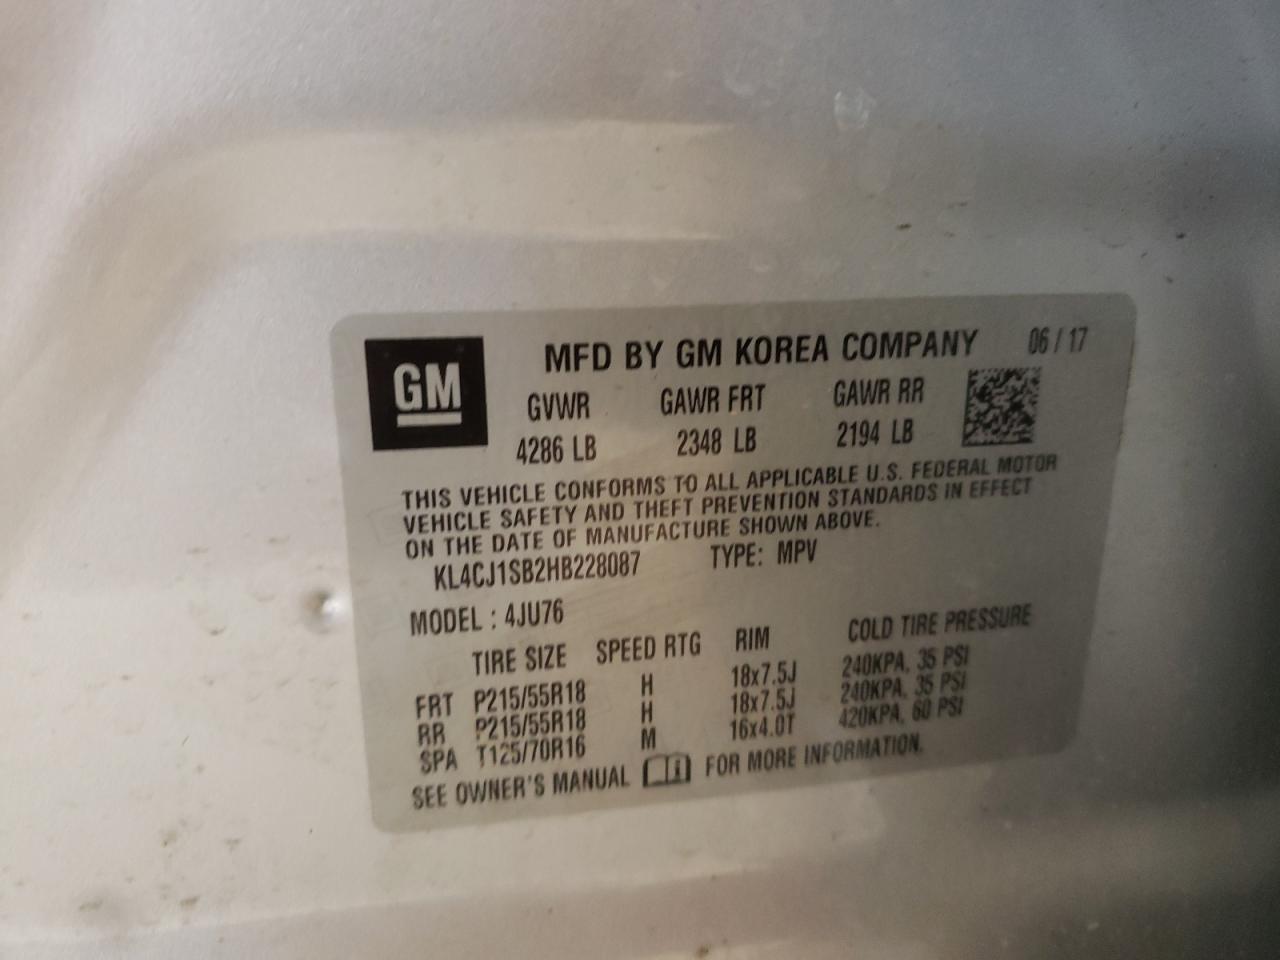 GM
MFD BY GM KOREA COMPANY 06 / 17
GVWR GAWR FRT GAWR RR
4286 LB 2348 LB 2194 LB
THIS VEHICLE CONFORMS TO ALL APPLICABLE U.S. FEDERAL MOTOR
VEHICLE SAFETY AND THEFT PREVENTION STANDARDS IN EFFECT
ON THE DATE OF MANUFACTURE SHOWN ABOVE.
KL4CJ1SB2HB228087 TYPE: MPV
MODEL : 4JU76
TIRE SIZE SPEED RTG RIM COLD TIRE PRESSURE
FRT P215/55R18 H 18x7.5J 240KPA, 35 PSI
RR P215/55R18 H 18x7.5J 240KPA, 35 PSI
SPA T125/70R16 M 16x4.0T 420KPA, 60 PSI
SEE OWNER'S MANUAL FOR MORE INFORMATION.